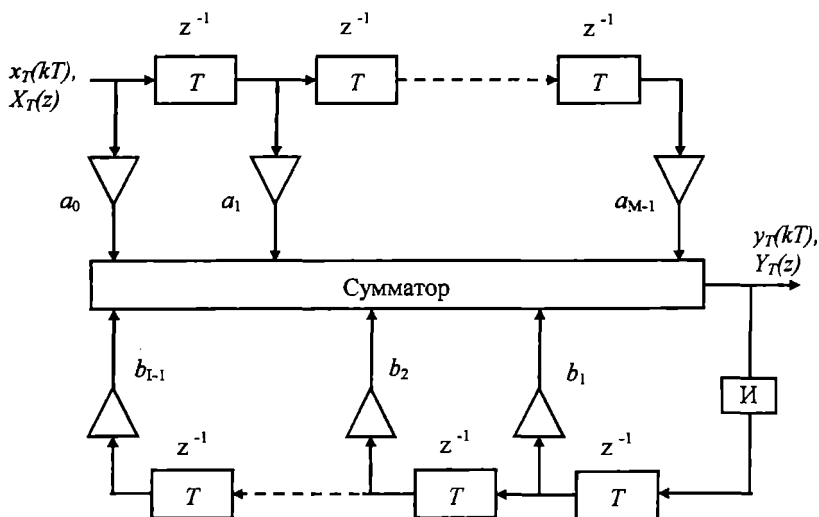 z⁻¹ z⁻¹ z⁻¹
x_T(kT),
X_T(z)
T T T
a₀ a₁ a_{M-1}
y_T(kT),
Y_T(z)
Сумматор
b_{I-1} b₂ b₁
И
z⁻¹ z⁻¹ z⁻¹
T T T